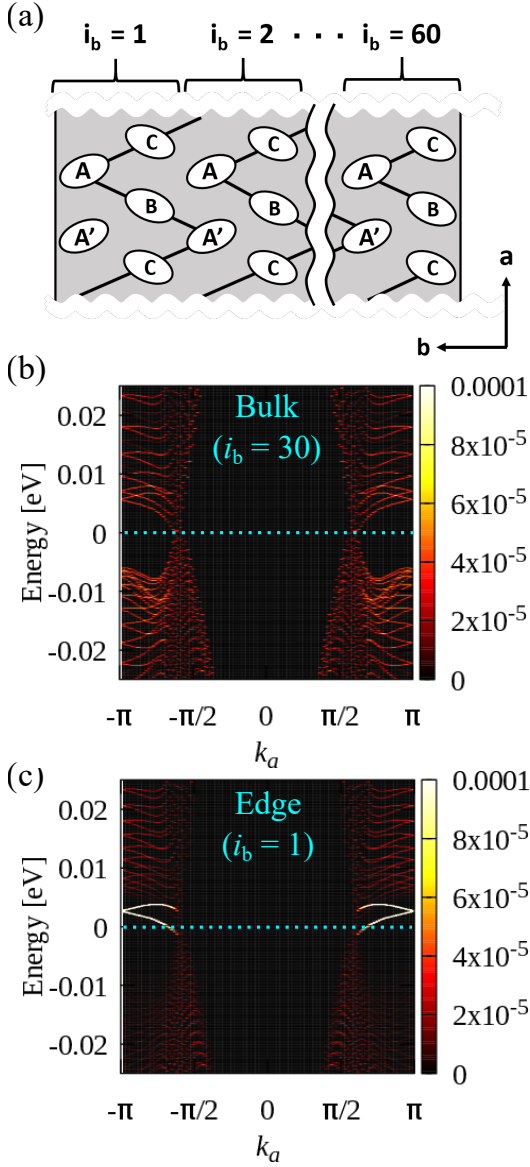 (a)
i_b = 1 i_b = 2 · · · i_b = 60
C C C
A A A
B B B
A' A' A'
C C C
a
b
(b)
Bulk
(i_b = 30)
Energy [eV]
0.02
0.01
0
-0.01
-0.02
-π -π/2 0 π/2 π
k_a
0.0001
8x10⁻⁵
6x10⁻⁵
4x10⁻⁵
2x10⁻⁵
0
(c)
Edge
(i_b = 1)
Energy [eV]
0.02
0.01
0
-0.01
-0.02
-π -π/2 0 π/2 π
k_a
0.0001
8x10⁻⁵
6x10⁻⁵
4x10⁻⁵
2x10⁻⁵
0